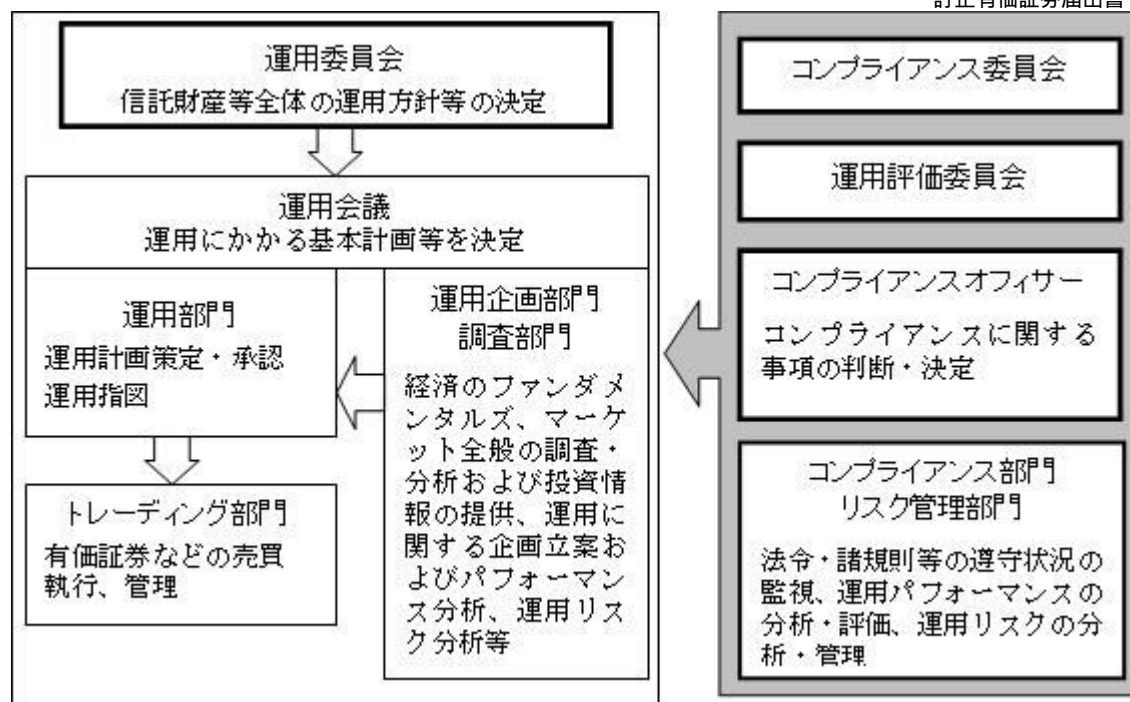 訂正有価証券届出書
運用委員会
信託財産等全体の運用方針等の決定
運用会議
運用にかかる基本計画等を決定
運用部門
運用計画策定・承認
運用指図
トレーディング部門
有価証券などの売買
執行、管理
運用企画部門
調査部門
経済のファンダメ
ンタルズ、マーケ
ット全般の調査・
分析および投資情
報の提供、運用に
関する企画立案お
よびパフォーマン
ス分析、運用リス
ク分析等
コンプライアンス委員会
運用評価委員会
コンプライアンスオフィサー
コンプライアンスに関する
事項の判断・決定
コンプライアンス部門
リスク管理部門
法令・諸規則等の遵守状況の
監視、運用パフォーマンスの
分析・評価、運用リスクの分
析・管理